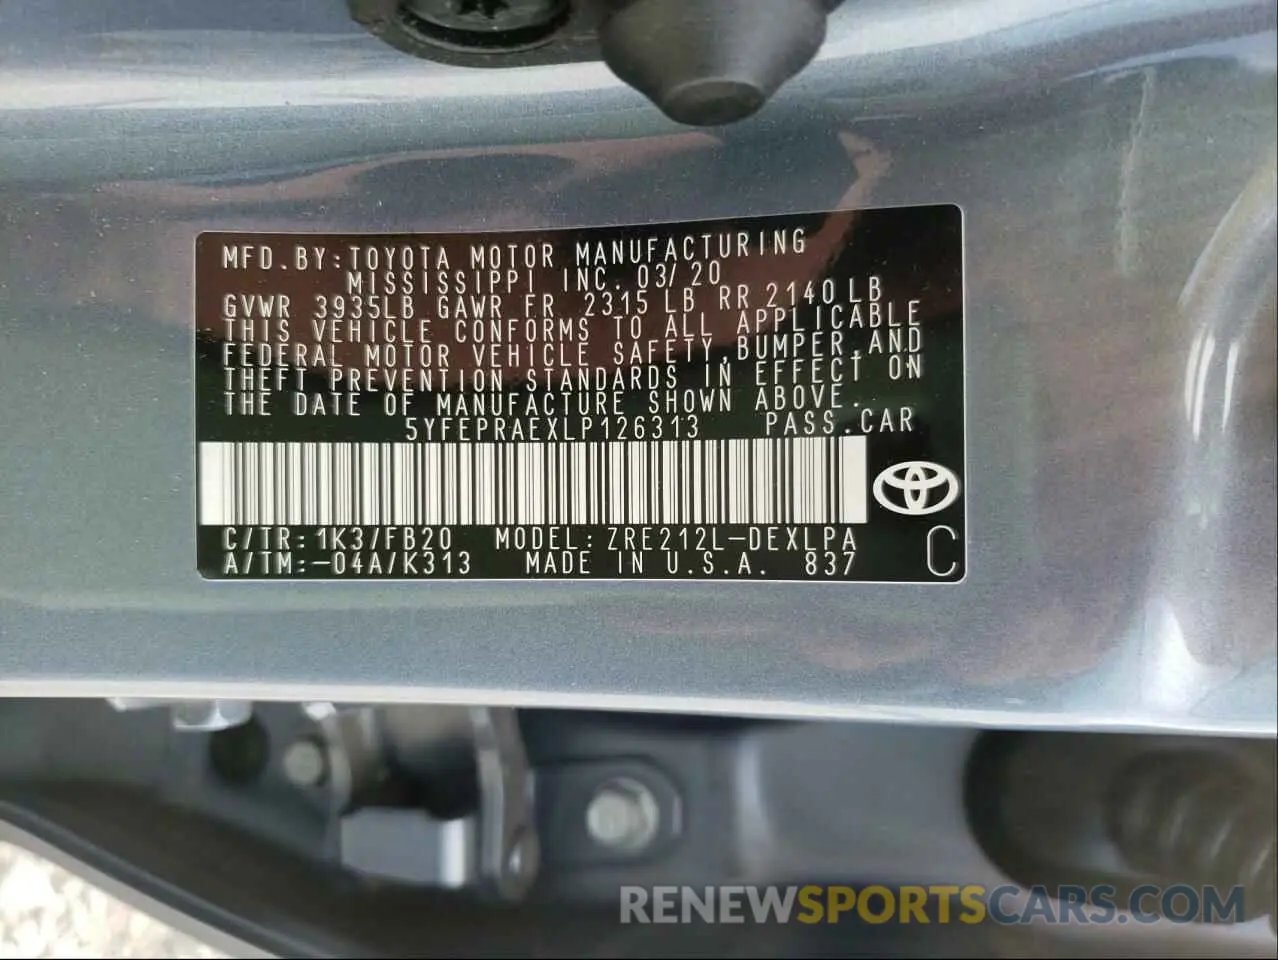 MFD.BY:TOYOTA MOTOR MANUFACTURING
MISSISSIPPI INC. 03/20
GVWR 3935LB GAWR FR 2315 LB RR 2140LB
THIS VEHICLE CONFORMS TO ALL APPLICABLE
FEDERAL MOTOR VEHICLE SAFETY,BUMPER,AND
THEFT PREVENTION STANDARDS IN EFFECT ON
THE DATE OF MANUFACTURE SHOWN ABOVE.
5YFEPRAEXLP126313 PASS.CAR
C/TR:1K3/FB20 MODEL:ZRE212L-DEXLPA
A/TM:-04A/K313 MADE IN U.S.A. 837 C
RENEWSPORTSCARS.COM